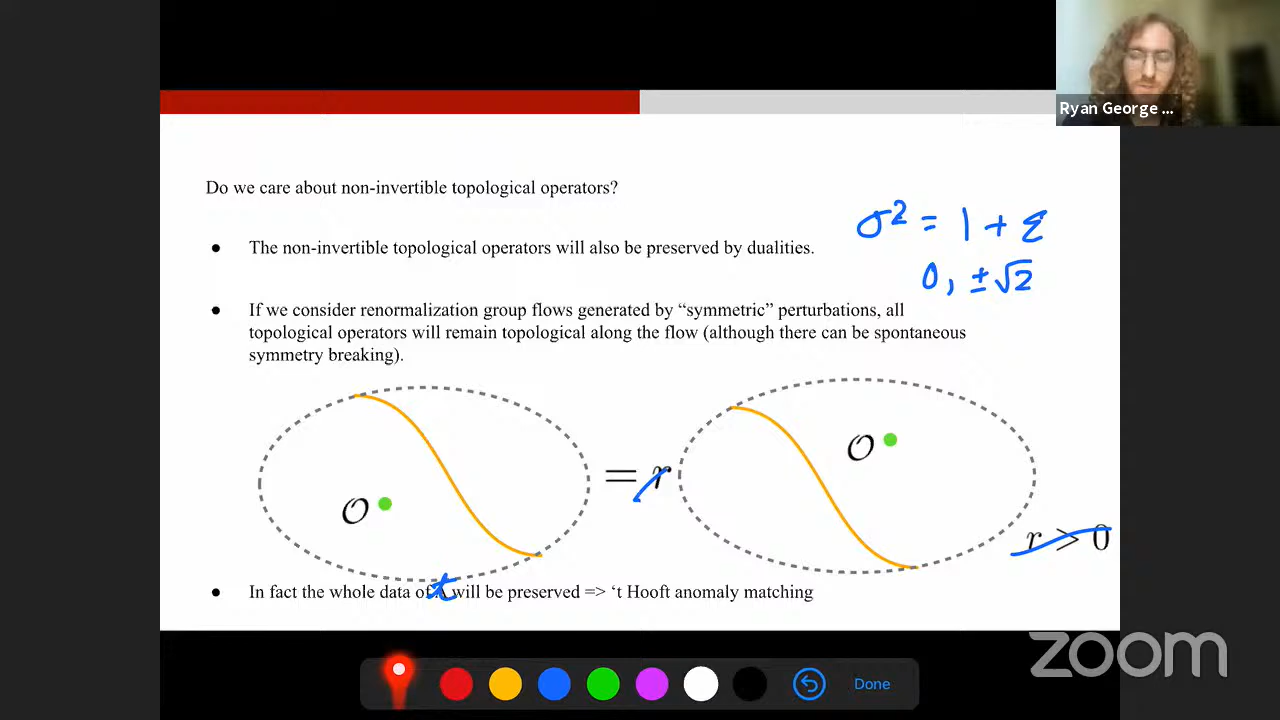 Ryan George ...
Do we care about non-invertible topological operators?
σ² = 1 + ε
● The non-invertible topological operators will also be preserved by dualities.
0, ±√2
● If we consider renormalization group flows generated by “symmetric” perturbations, all
topological operators will remain topological along the flow (although there can be spontaneous
symmetry breaking).
𝒪 = r 𝒪
r > 0
● In fact the whole data of t will be preserved => ‘t Hooft anomaly matching
zoom
Done